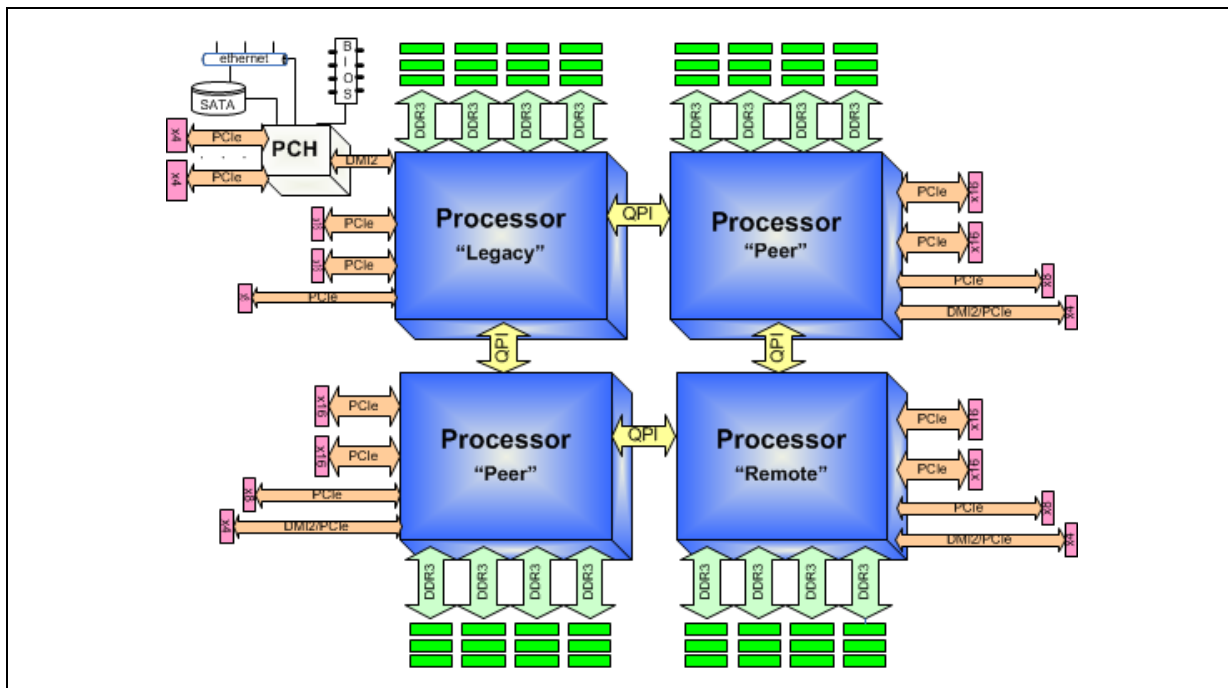 ethernet
BIOS
SATA
PCH
x4 PCIe
. . .
x4 PCIe
DMI2
DDR3 DDR3 DDR3 DDR3
DDR3 DDR3 DDR3 DDR3
Processor
“Legacy”
PCIe
PCIe
PCIe
QPI
Processor
“Peer”
PCIe x16
PCIe x16
PCIe x8
DMI2/PCIe x4
QPI
QPI
x16 PCIe
x16 PCIe
x8 PCIe
x4 DMI2/PCIe
Processor
“Peer”
QPI
Processor
“Remote”
PCIe x16
PCIe x16
PCIe x8
DMI2/PCIe x4
DDR3 DDR3 DDR3 DDR3
DDR3 DDR3 DDR3 DDR3